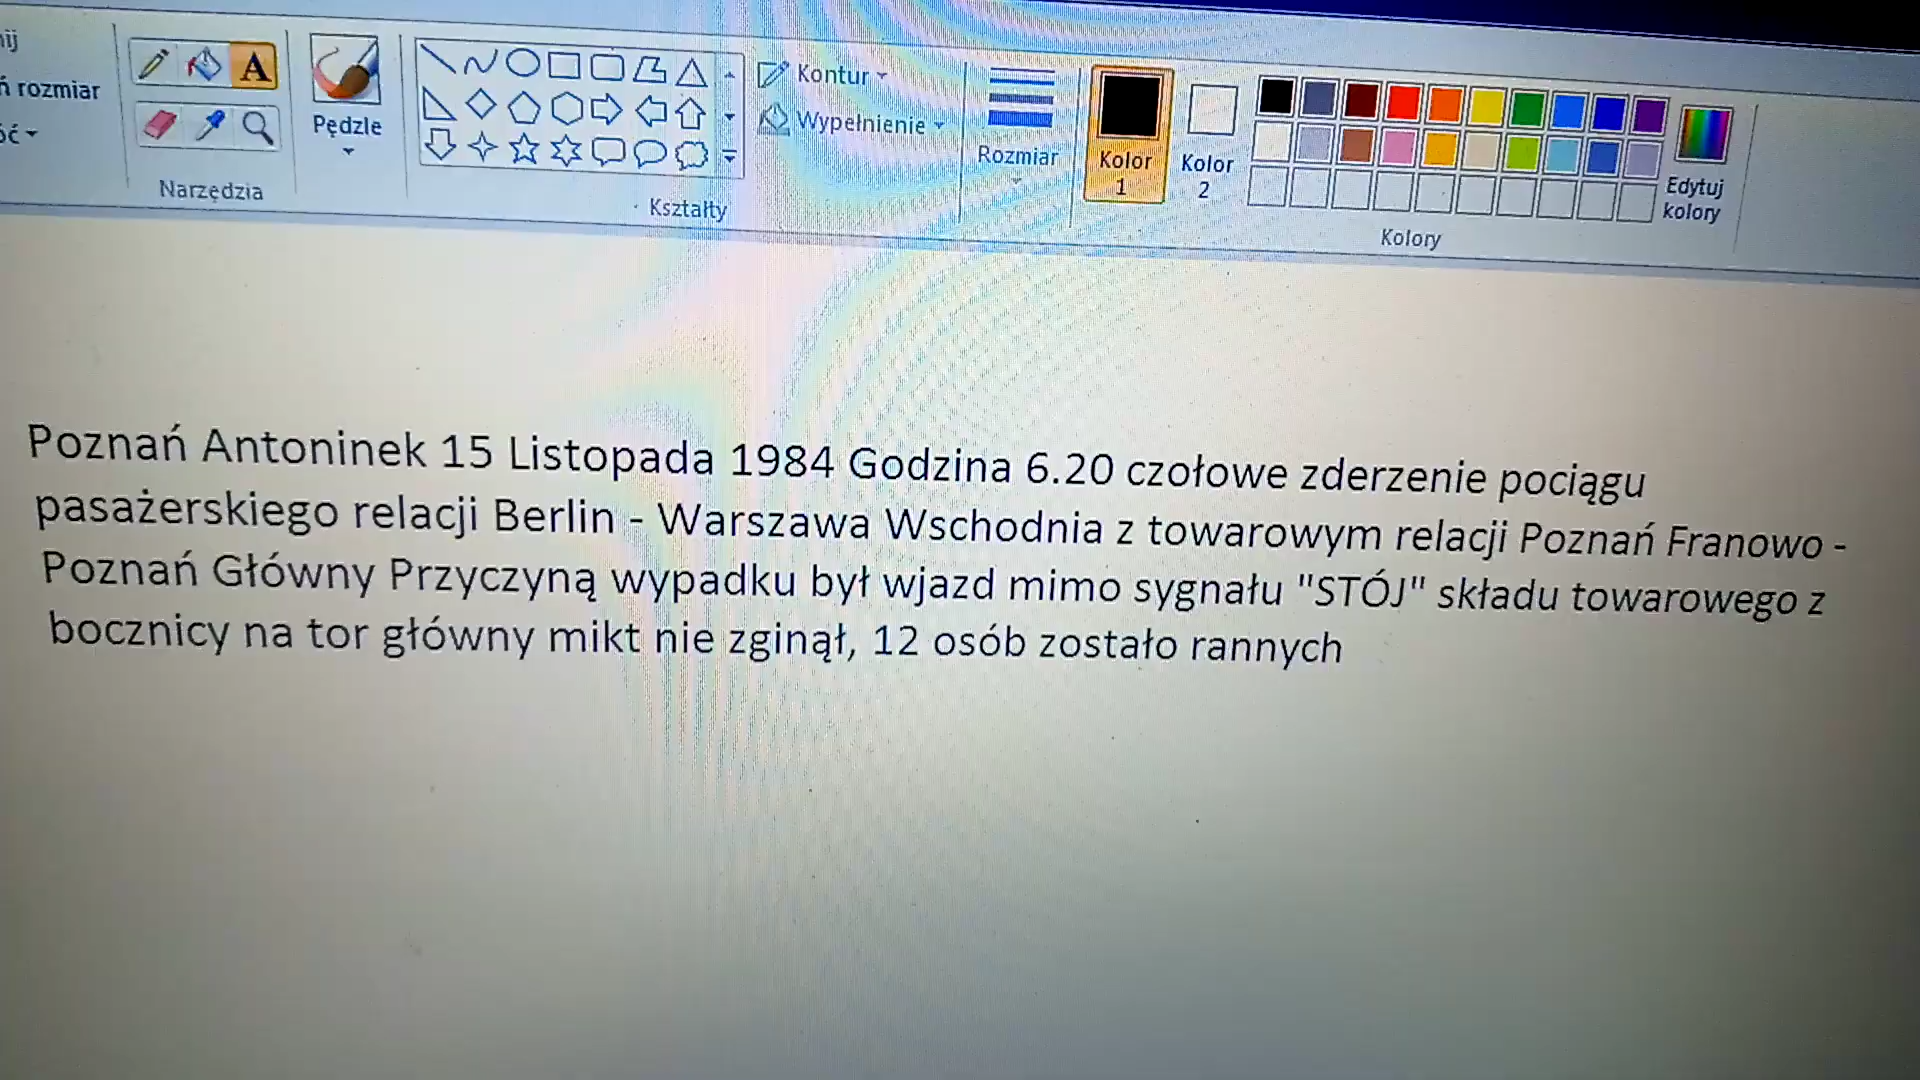 ij
ń rozmiar
ść
Narzędzia
Pędzle
Kształty
Kontur
Wypełnienie
Rozmiar
Kolor 1
Kolor 2
Kolory
Edytuj kolory
Poznań Antoninek 15 Listopada 1984 Godzina 6.20 czołowe zderzenie pociągu
pasażerskiego relacji Berlin - Warszawa Wschodnia z towarowym relacji Poznań Franowo -
Poznań Główny Przyczyną wypadku był wjazd mimo sygnału "STÓJ" składu towarowego z
bocznicy na tor główny mikt nie zginął, 12 osób zostało rannych